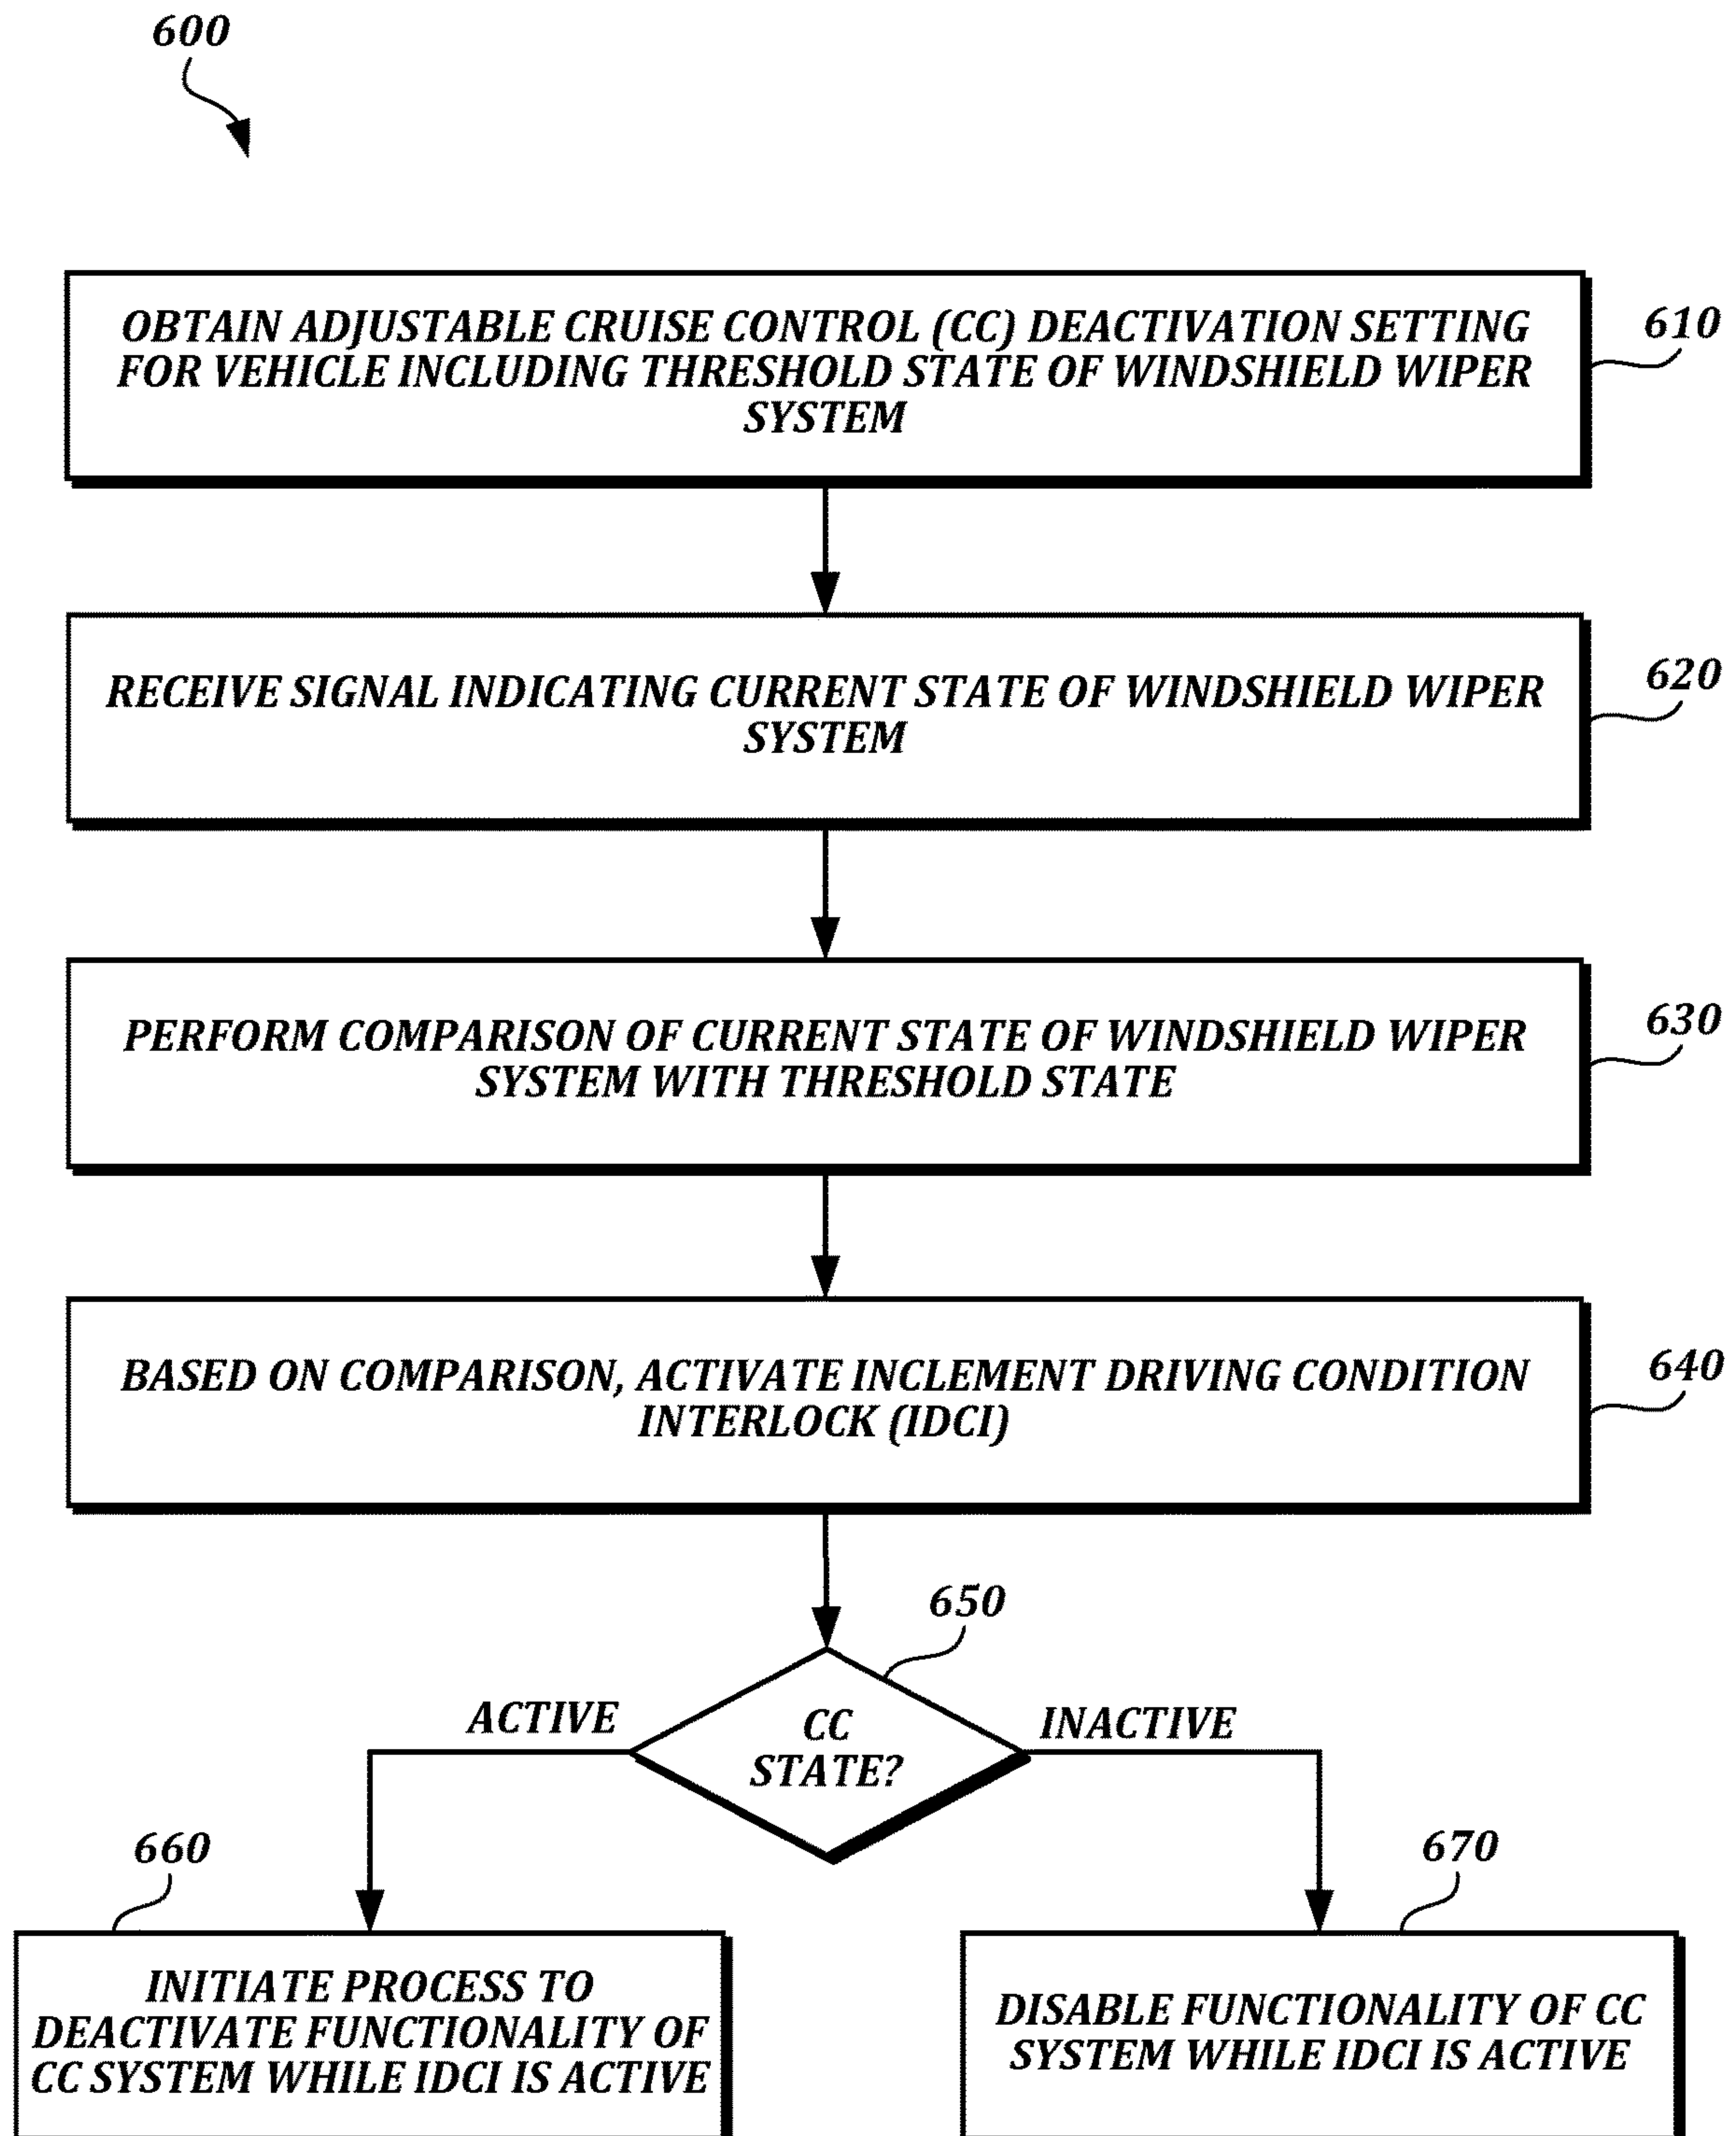 600
OBTAIN ADJUSTABLE CRUISE CONTROL (CC) DEACTIVATION SETTING
FOR VEHICLE INCLUDING THRESHOLD STATE OF WINDSHIELD WIPER
SYSTEM
610
RECEIVE SIGNAL INDICATING CURRENT STATE OF WINDSHIELD WIPER
SYSTEM
620
PERFORM COMPARISON OF CURRENT STATE OF WINDSHIELD WIPER
SYSTEM WITH THRESHOLD STATE
630
BASED ON COMPARISON, ACTIVATE INCLEMENT DRIVING CONDITION
INTERLOCK (IDCI)
640
650
CC
STATE?
ACTIVE
INACTIVE
660
INITIATE PROCESS TO
DEACTIVATE FUNCTIONALITY OF
CC SYSTEM WHILE IDCI IS ACTIVE
670
DISABLE FUNCTIONALITY OF CC
SYSTEM WHILE IDCI IS ACTIVE